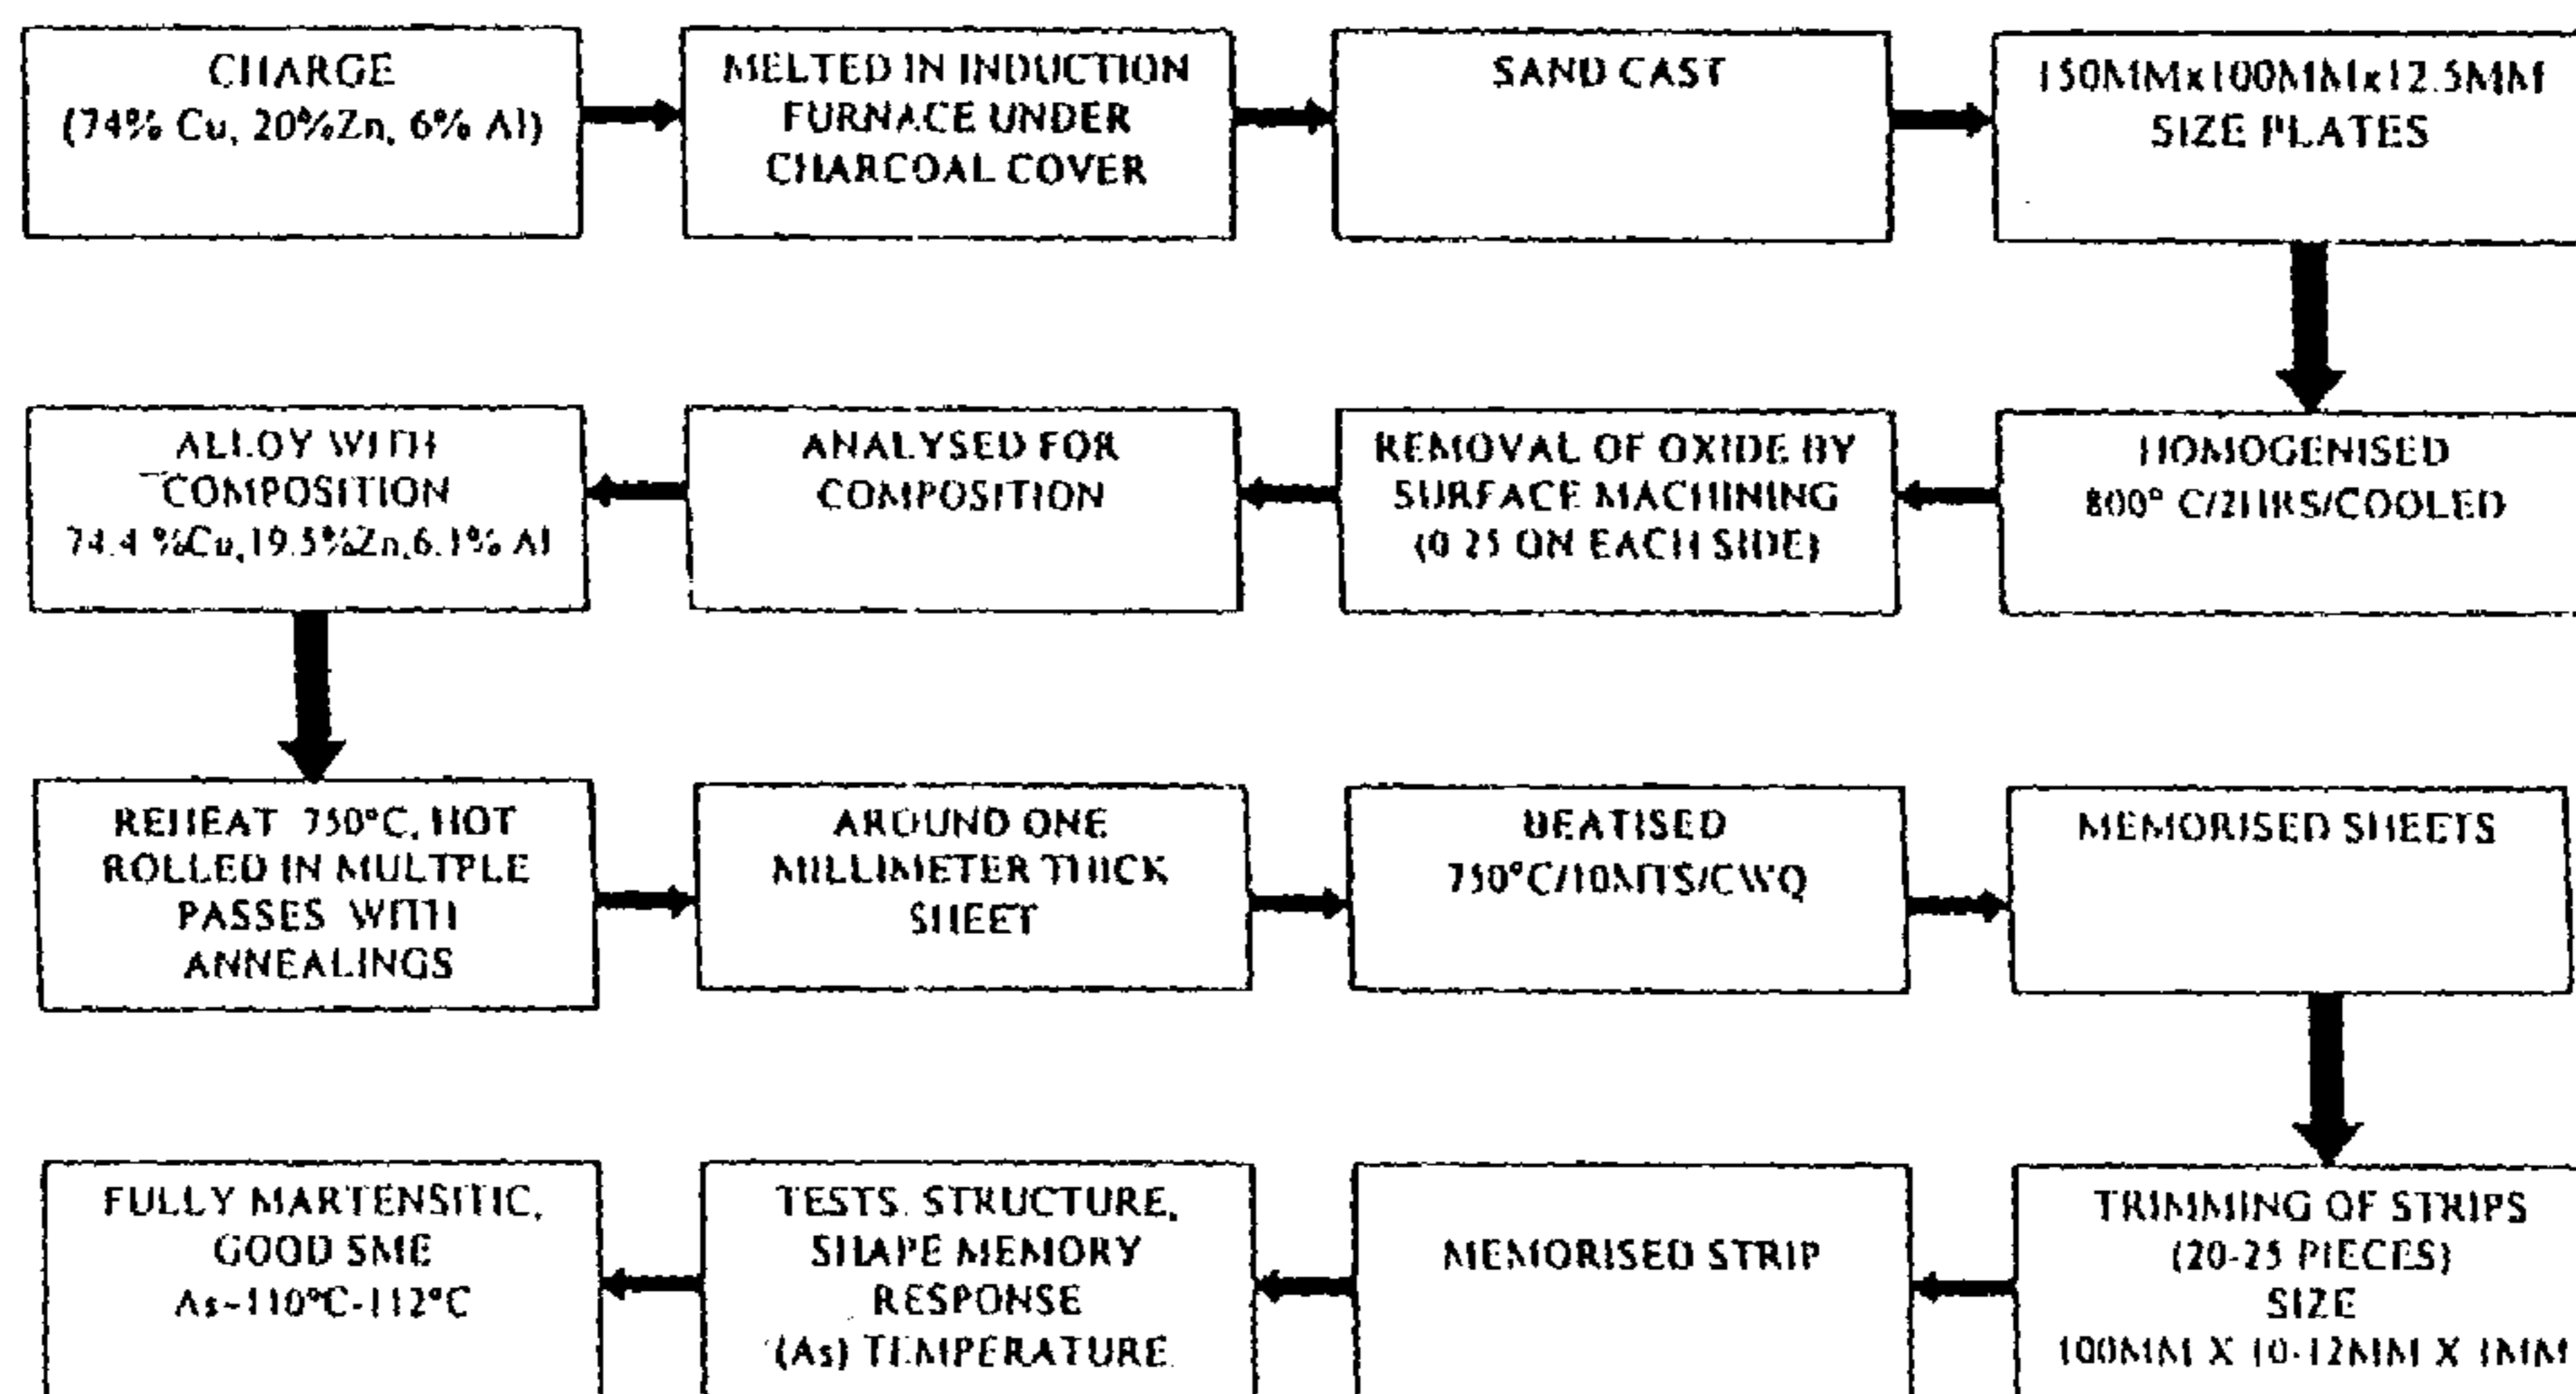 CHARGE
(74% Cu, 20%Zn, 6% Al)
MELTED IN INDUCTION
FURNACE UNDER
CHARCOAL COVER
SAND CAST
150MMx100MMx12.5MM
SIZE PLATES
HOMOGENISED
800° C/2HRS/COOLED
REMOVAL OF OXIDE BY
SURFACE MACHINING
(0.25 ON EACH SIDE)
ANALYSED FOR
COMPOSITION
ALLOY WITH
COMPOSITION
74.4 %Cu,19.5%Zn,6.1% Al
REHEAT 750°C, HOT
ROLLED IN MULTPLE
PASSES WITH
ANNEALINGS
AROUND ONE
MILLIMETER THICK
SHEET
BEATISED
750°C/10MTS/CWQ
MEMORISED SHEETS
TRIMMING OF STRIPS
(20-25 PIECES)
SIZE
100MM X 10-12MM X 1MM
MEMORISED STRIP
TESTS. STRUCTURE,
SHAPE MEMORY
RESPONSE
(As) TEMPERATURE.
FULLY MARTENSITIC,
GOOD SME
As~110°C-112°C